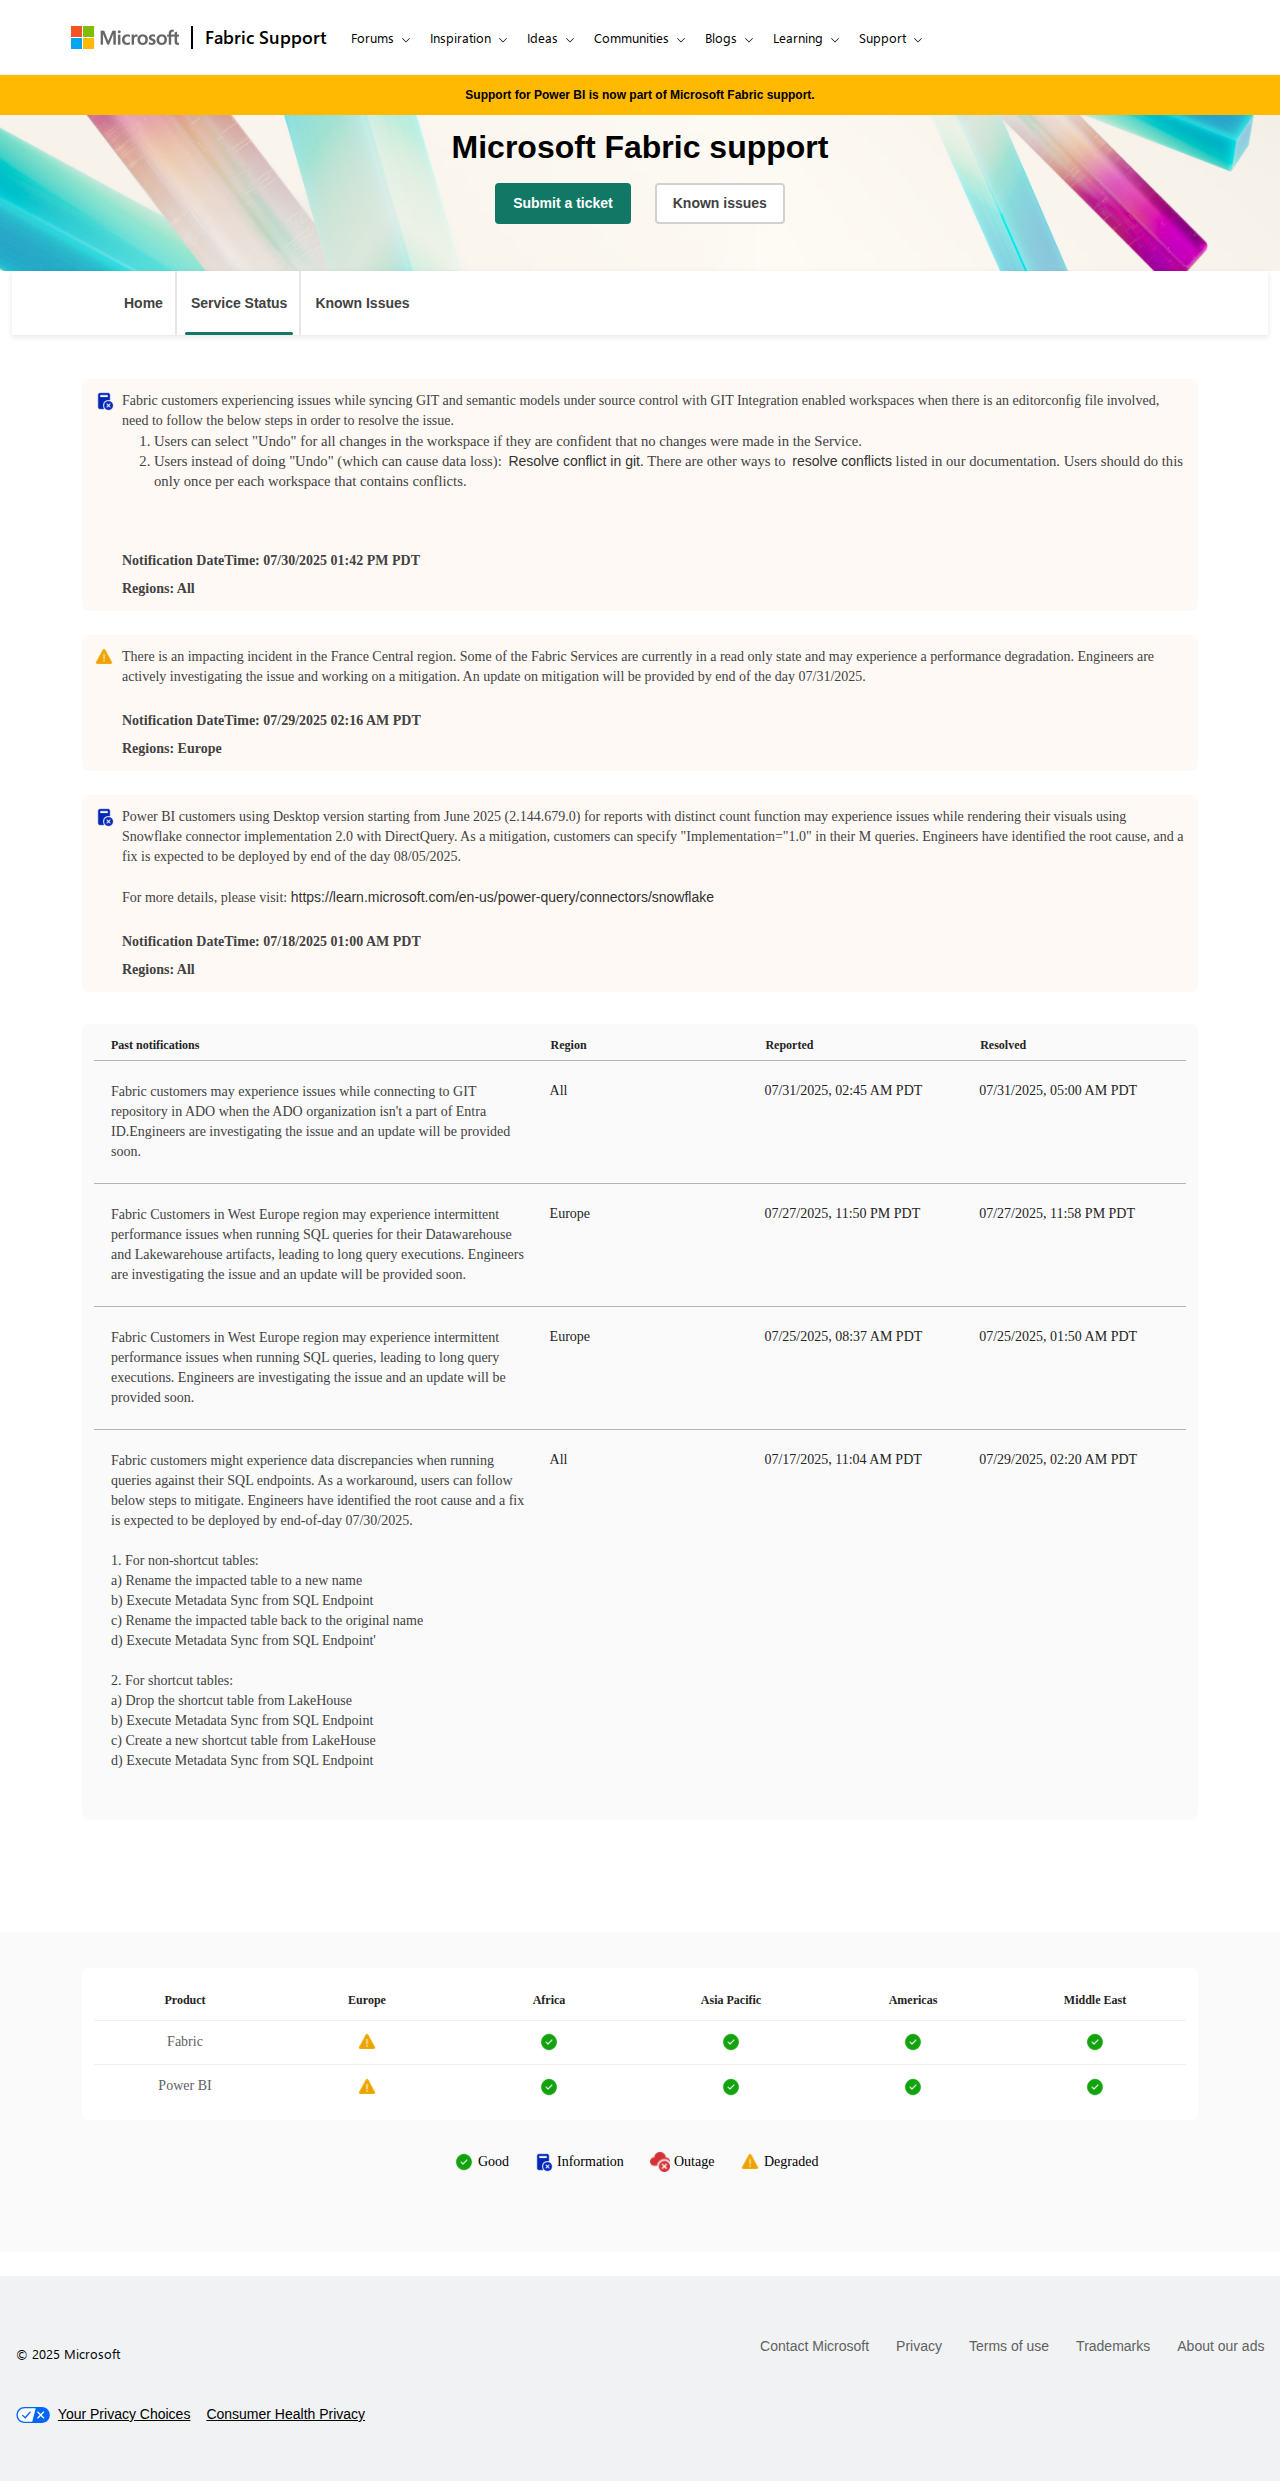 Microsoft
Fabric Support
Forums
Inspiration
Ideas
Communities
Blogs
Learning
Support
Support for Power BI is now part of Microsoft Fabric support.
Microsoft Fabric support
Submit a ticket
Known issues
Home
Service Status
Known Issues
Fabric customers experiencing issues while syncing GIT and semantic models under source control with GIT Integration enabled workspaces when there is an editorconfig file involved,
need to follow the below steps in order to resolve the issue.
1. Users can select "Undo" for all changes in the workspace if they are confident that no changes were made in the Service.
2. Users instead of doing "Undo" (which can cause data loss): Resolve conflict in git. There are other ways to resolve conflicts listed in our documentation. Users should do this
only once per each workspace that contains conflicts.
Notification DateTime: 07/30/2025 01:42 PM PDT
Regions: All
There is an impacting incident in the France Central region. Some of the Fabric Services are currently in a read only state and may experience a performance degradation. Engineers are
actively investigating the issue and working on a mitigation. An update on mitigation will be provided by end of the day 07/31/2025.
Notification DateTime: 07/29/2025 02:16 AM PDT
Regions: Europe
Power BI customers using Desktop version starting from June 2025 (2.144.679.0) for reports with distinct count function may experience issues while rendering their visuals using
Snowflake connector implementation 2.0 with DirectQuery. As a mitigation, customers can specify "Implementation="1.0" in their M queries. Engineers have identified the root cause, and a
fix is expected to be deployed by end of the day 08/05/2025.
For more details, please visit: https://learn.microsoft.com/en-us/power-query/connectors/snowflake
Notification DateTime: 07/18/2025 01:00 AM PDT
Regions: All
Past notifications
Region
Reported
Resolved
Fabric customers may experience issues while connecting to GIT
repository in ADO when the ADO organization isn't a part of Entra
ID.Engineers are investigating the issue and an update will be provided
soon.
All
07/31/2025, 02:45 AM PDT
07/31/2025, 05:00 AM PDT
Fabric Customers in West Europe region may experience intermittent
performance issues when running SQL queries for their Datawarehouse
and Lakewarehouse artifacts, leading to long query executions. Engineers
are investigating the issue and an update will be provided soon.
Europe
07/27/2025, 11:50 PM PDT
07/27/2025, 11:58 PM PDT
Fabric Customers in West Europe region may experience intermittent
performance issues when running SQL queries, leading to long query
executions. Engineers are investigating the issue and an update will be
provided soon.
Europe
07/25/2025, 08:37 AM PDT
07/25/2025, 01:50 AM PDT
Fabric customers might experience data discrepancies when running
queries against their SQL endpoints. As a workaround, users can follow
below steps to mitigate. Engineers have identified the root cause and a fix
is expected to be deployed by end-of-day 07/30/2025.
1. For non-shortcut tables:
a) Rename the impacted table to a new name
b) Execute Metadata Sync from SQL Endpoint
c) Rename the impacted table back to the original name
d) Execute Metadata Sync from SQL Endpoint'
2. For shortcut tables:
a) Drop the shortcut table from LakeHouse
b) Execute Metadata Sync from SQL Endpoint
c) Create a new shortcut table from LakeHouse
d) Execute Metadata Sync from SQL Endpoint
All
07/17/2025, 11:04 AM PDT
07/29/2025, 02:20 AM PDT
Product
Europe
Africa
Asia Pacific
Americas
Middle East
Fabric
Power BI
Good
Information
Outage
Degraded
© 2025 Microsoft
Contact Microsoft
Privacy
Terms of use
Trademarks
About our ads
Your Privacy Choices
Consumer Health Privacy